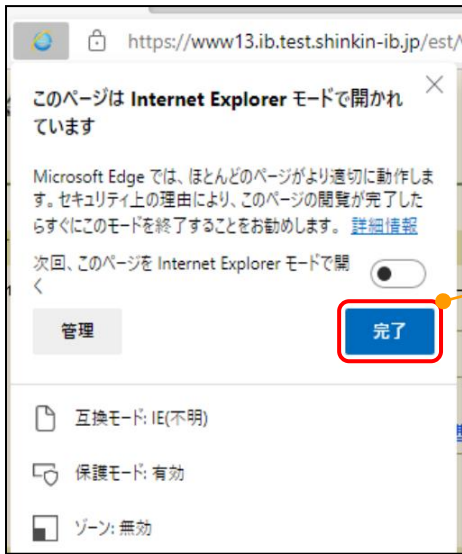 https://www13.ib.test.shinkin-ib.jp/est/
このページは Internet Explorer モードで開かれ
ています
Microsoft Edge では、ほとんどのページがより適切に動作しま
す。セキュリティ上の理由により、このページの閲覧が完了した
らすぐにこのモードを終了することをお勧めします。 詳細情報
次回、このページを Internet Explorer モードで開
く
管理
完了
互換モード: IE(不明)
保護モード: 有効
ゾーン: 無効